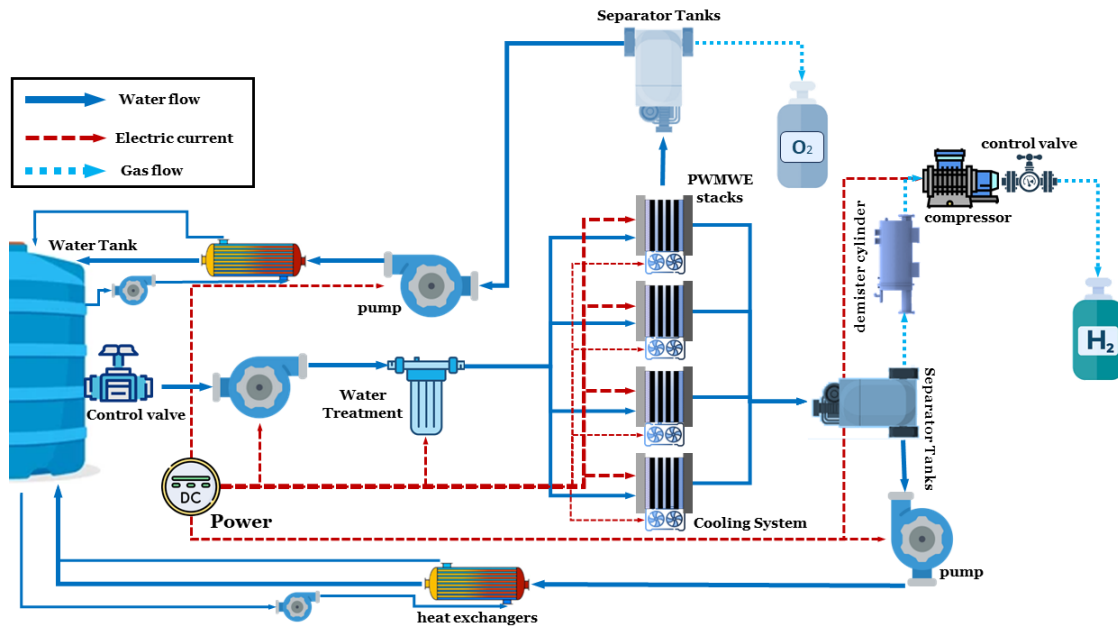 Separator Tanks
Water flow
Electric current
Gas flow
O₂
control valve
PWMWE
stacks
compressor
Water Tank
demister cylinder
pump
H₂
Control valve
Water
Treatment
Separator Tanks
DC
Power
Cooling System
pump
heat exchangers